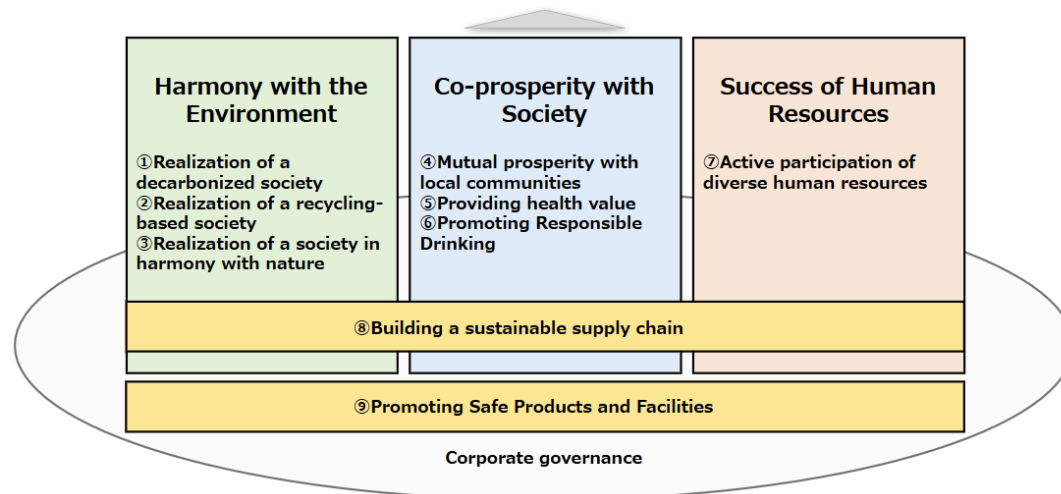 Harmony with the
Environment
①Realization of a
decarbonized society
②Realization of a recycling-
based society
③Realization of a society in
harmony with nature
Co-prosperity with
Society
④Mutual prosperity with
local communities
⑤Providing health value
⑥Promoting Responsible
Drinking
Success of Human
Resources
⑦Active participation of
diverse human resources
⑧Building a sustainable supply chain
⑨Promoting Safe Products and Facilities
Corporate governance